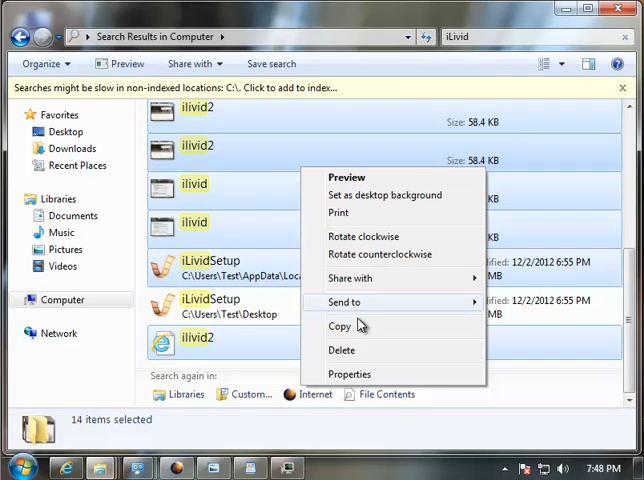 Search Results in Computer
iLivid
Organize
Preview
Share with
Save search
Searches might be slow in non-indexed locations: C:\. Click to add to index...
Favorites
Desktop
Downloads
Recent Places
Libraries
Documents
Music
Pictures
Videos
Computer
Network
ilivid2
Size: 58.4 KB
ilivid2
Size: 58.4 KB
ilivid
KB
ilivid
KB
iLividSetup
dified: 12/2/2012 6:55 PM
C:\Users\Test\AppData\Loca
MB
iLividSetup
dified: 12/2/2012 6:55 PM
C:\Users\Test\Desktop
MB
ilivid2
KB
Preview
Set as desktop background
Print
Rotate clockwise
Rotate counterclockwise
Share with
Send to
Copy
Delete
Properties
Search again in:
Libraries
Custom...
Internet
File Contents
14 items selected
7:48 PM